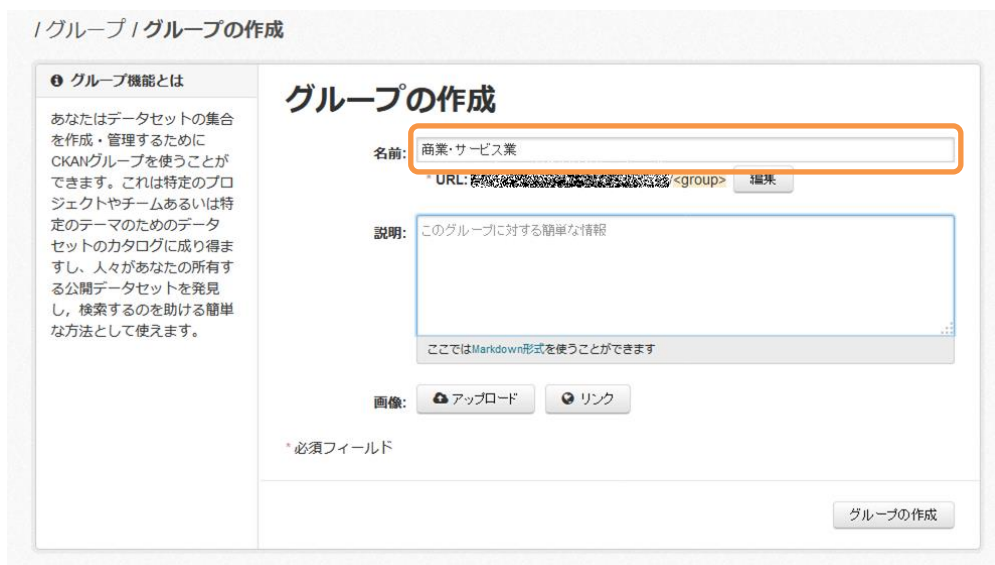 / グループ / グループの作成
グループ機能とは
あなたはデータセットの集合
を作成・管理するために
CKANグループを使うことが
できます。これは特定のプロ
ジェクトやチームあるいは特
定のテーマのためのデータ
セットのカタログに成り得ま
すし、人々があなたの所有す
る公開データセットを発見
し，検索するのを助ける簡単
な方法として使えます。
グループの作成
名前: 商業・サービス業
* URL: <group> 編集
説明: このグループに対する簡単な情報
ここではMarkdown形式を使うことができます
画像: アップロード リンク
* 必須フィールド
グループの作成